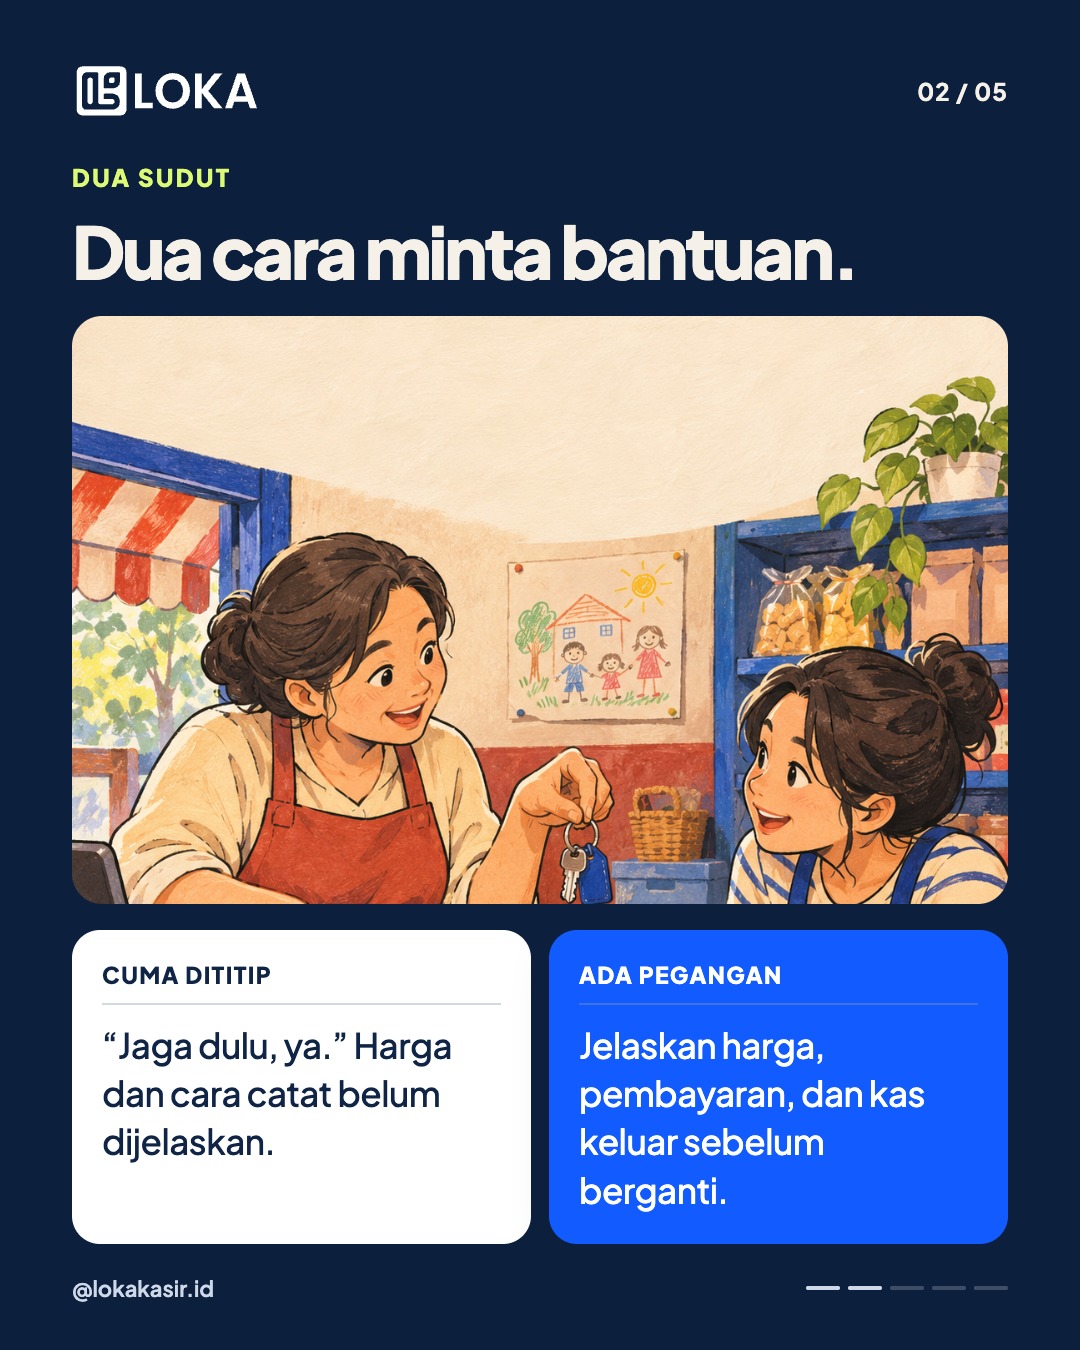 LOKA
02 / 05
DUA SUDUT
Dua cara minta bantuan.
CUMA DITITIP
“Jaga dulu, ya.” Harga
dan cara catat belum
dijelaskan.
ADA PEGANGAN
Jelaskan harga,
pembayaran, dan kas
keluar sebelum
berganti.
@lokakasir.id